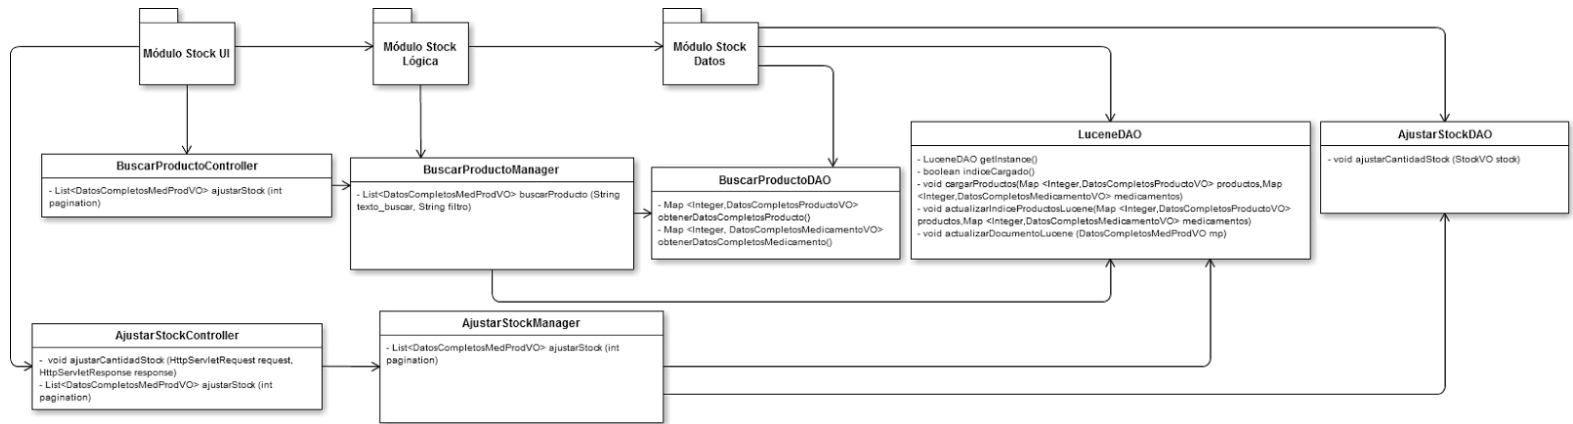 Módulo Stock UI
Módulo Stock
Lógica
Módulo Stock
Datos
BuscarProductoController
- List<DatosCompletosMedProdVO> ajustarStock (int
pagination)
BuscarProductoManager
- List<DatosCompletosMedProdVO> buscarProducto (String
texto_buscar, String filtro)
BuscarProductoDAO
- Map <Integer,DatosCompletosProductoVO>
obtenerDatosCompletosProducto()
- Map <Integer, DatosCompletosMedicamentoVO>
obtenerDatosCompletosMedicamento()
LuceneDAO
- LuceneDAO getInstance()
- boolean indiceCargado()
- void cargarProductos(Map <Integer,DatosCompletosProductoVO> productos,Map
<Integer,DatosCompletosMedicamentoVO> medicamentos)
- void actualizarIndiceProductosLucene(Map <Integer,DatosCompletosProductoVO>
productos,Map <Integer,DatosCompletosMedicamentoVO> medicamentos)
- void actualizarDocumentoLucene (DatosCompletosMedProdVO mp)
AjustarStockDAO
- void ajustarCantidadStock (StockVO stock)
AjustarStockController
- void ajustarCantidadStock (HttpServletRequest request,
HttpServletResponse response)
- List<DatosCompletosMedProdVO> ajustarStock (int
pagination)
AjustarStockManager
- List<DatosCompletosMedProdVO> ajustarStock (int
pagination)